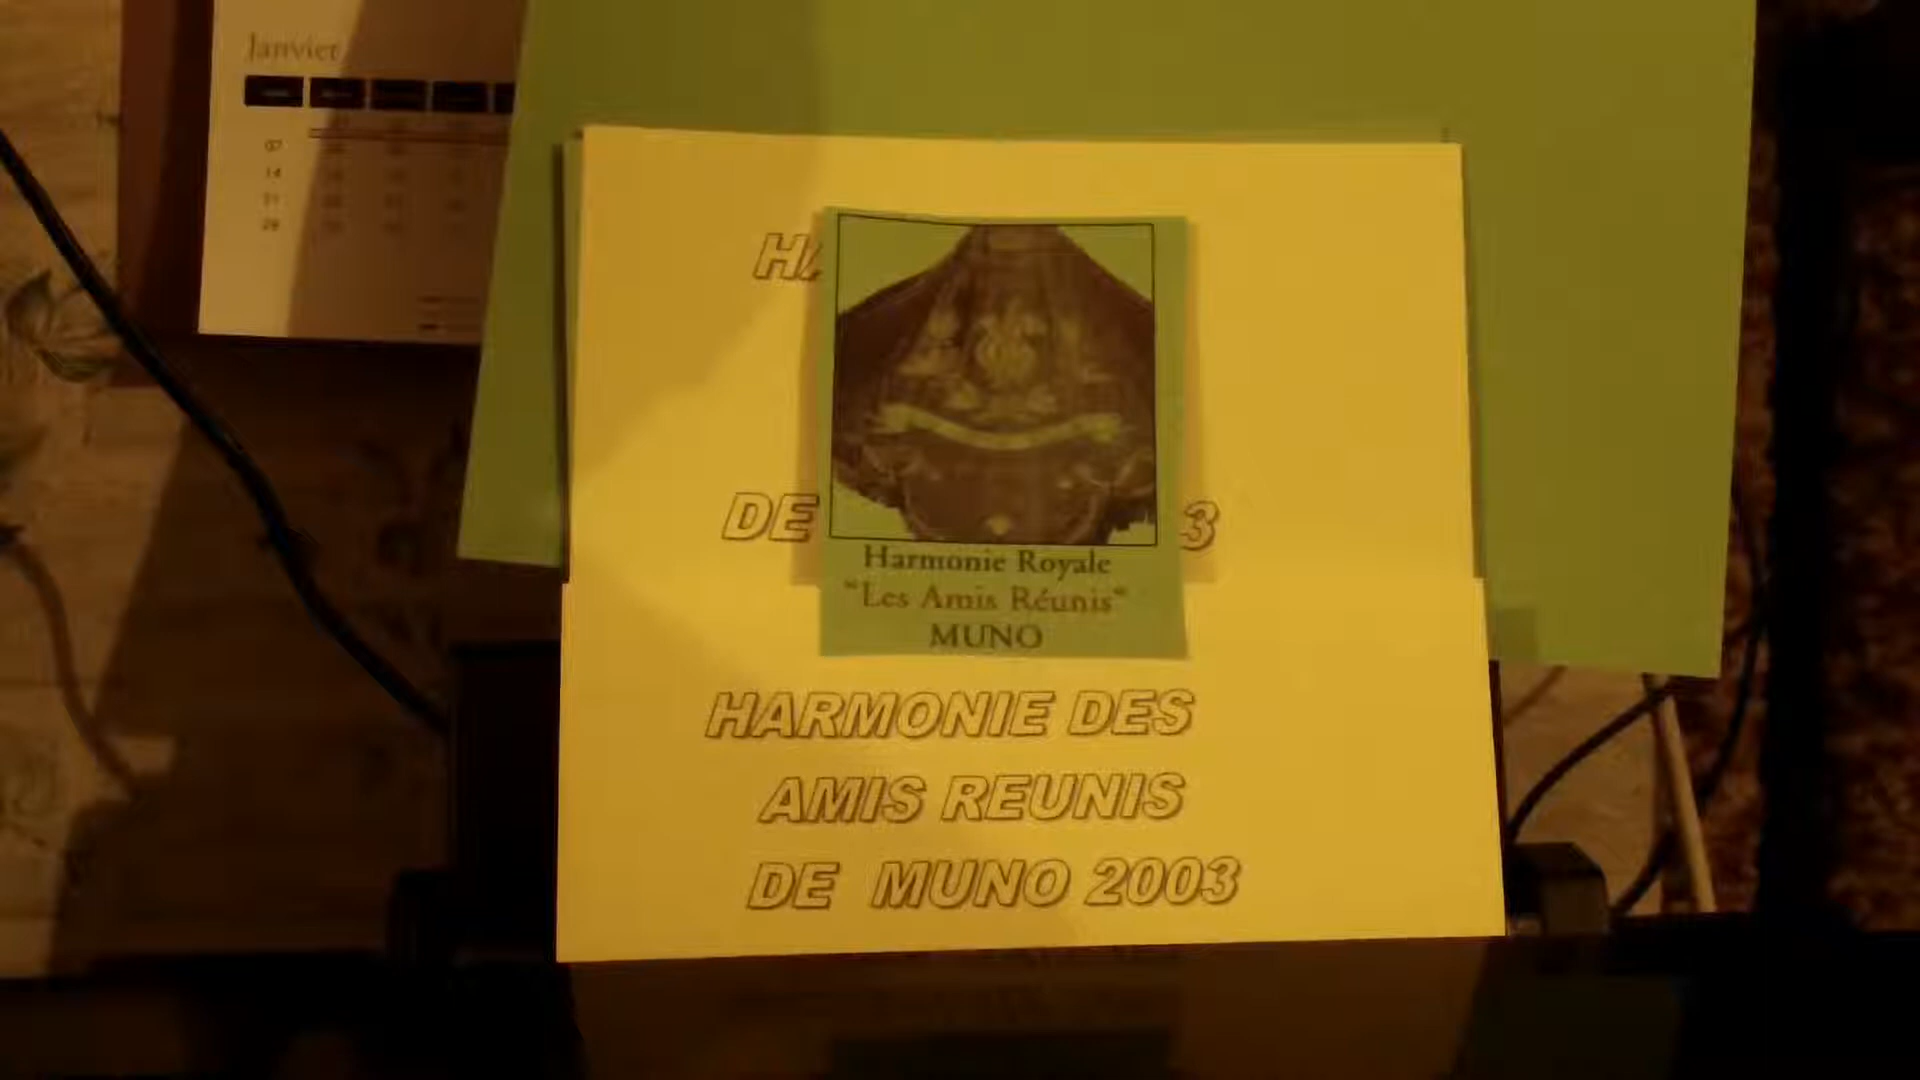 Janvier
07
14
21
28
HA
DE
3
Harmonie Royale
"Les Amis Réunis"
MUNO
HARMONIE DES
AMIS REUNIS
DE MUNO 2003